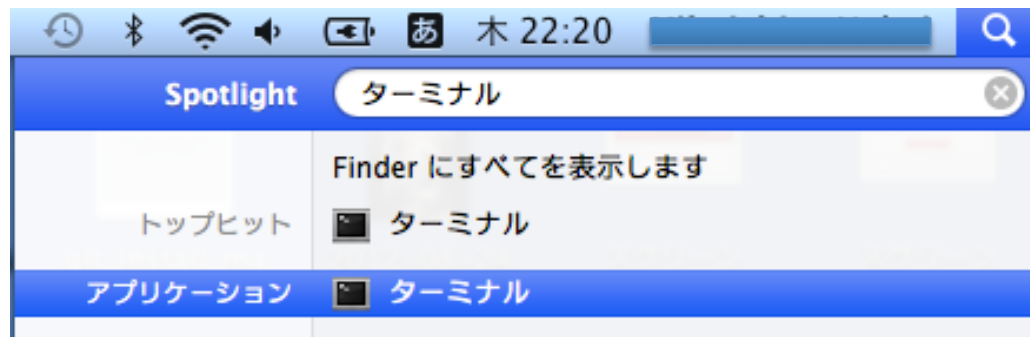 あ 木 22:20
Spotlight ターミナル
Finder にすべてを表示します
トップヒット ターミナル
アプリケーション ターミナル